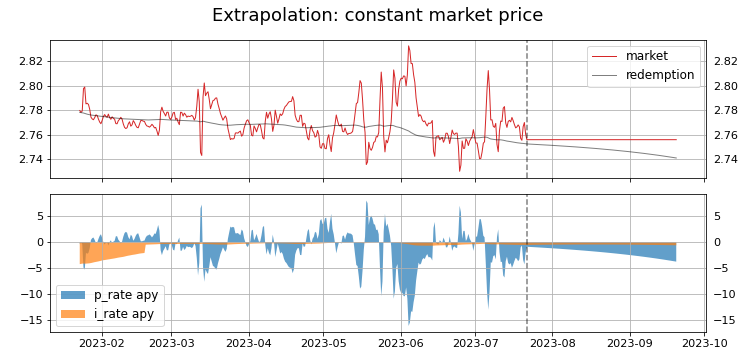 Extrapolation: constant market price
2.82 2.82
2.80 2.80
2.78 2.78
2.76 2.76
2.74 2.74
market
redemption
5 5
0 0
−5 −5
−10 −10
−15 −15
p_rate apy
i_rate apy
2023-02 2023-03 2023-04 2023-05 2023-06 2023-07 2023-08 2023-09 2023-10